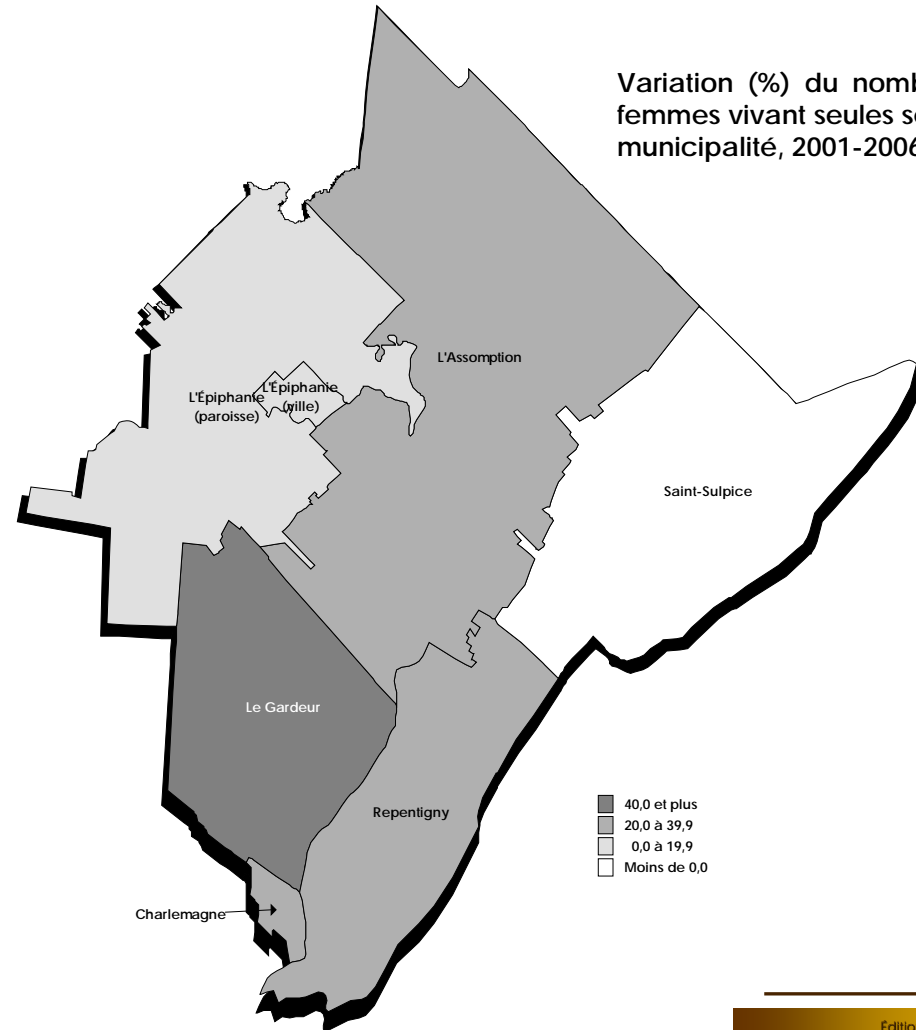 Variation (%) du nomb
femmes vivant seules s
municipalité, 2001-2006
L'Assomption
L'Épiphanie
(paroisse)
L'Épiphanie
(ville)
Saint-Sulpice
Le Gardeur
Repentigny
Charlemagne
40,0 et plus
20,0 à 39,9
0,0 à 19,9
Moins de 0,0
Éditio